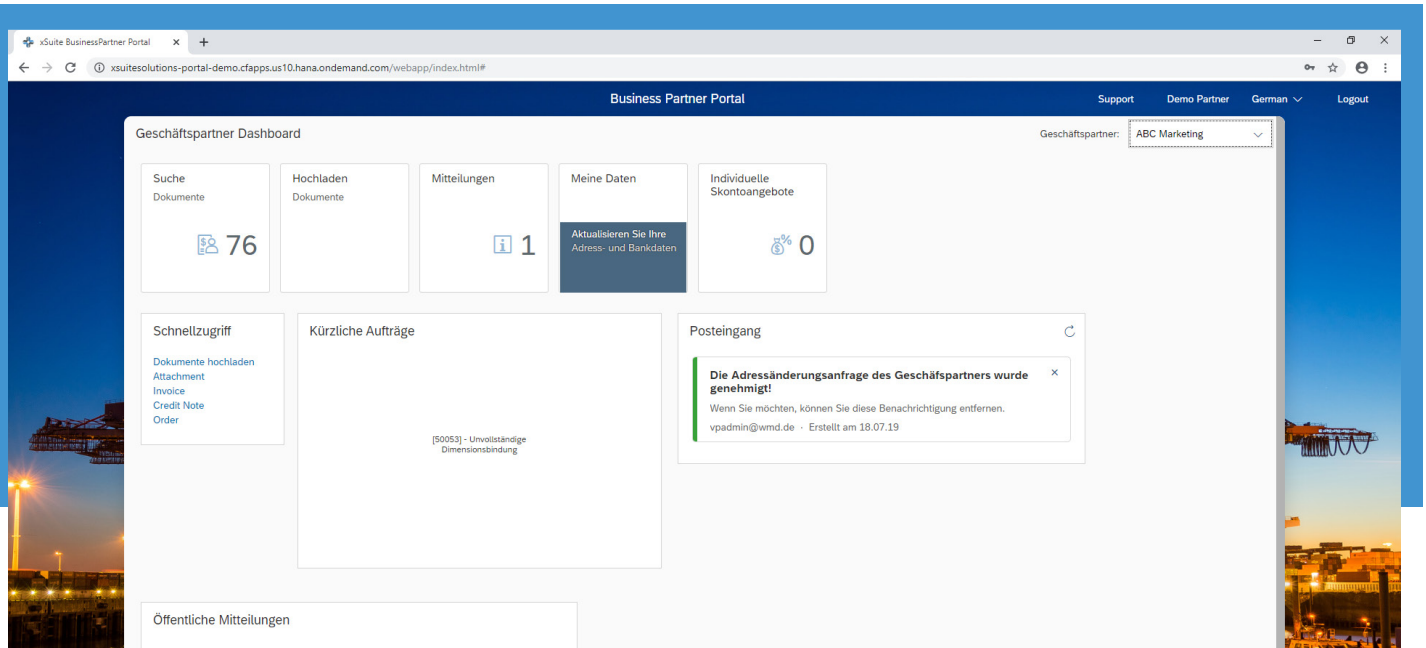 xSuite BusinessPartner Portal
xsuitesolutions-portal-demo.cfapps.us10.hana.ondemand.com/webapp/index.html#
Business Partner Portal
Support
Demo Partner
German
Logout
Geschäftspartner Dashboard
Geschäftspartner:
ABC Marketing
Suche
Dokumente
76
Hochladen
Dokumente
Mitteilungen
1
Meine Daten
Aktualisieren Sie Ihre
Adress- und Bankdaten
Individuelle
Skontoangebote
0
Schnellzugriff
Dokumente hochladen
Attachment
Invoice
Credit Note
Order
Kürzliche Aufträge
[50053] - Unvollständige
Dimensionsbindung
Posteingang
Die Adressänderungsanfrage des Geschäfspartners wurde
genehmigt!
Wenn Sie möchten, können Sie diese Benachrichtigung entfernen.
vpadmin@wmd.de · Erstellt am 18.07.19
Öffentliche Mitteilungen